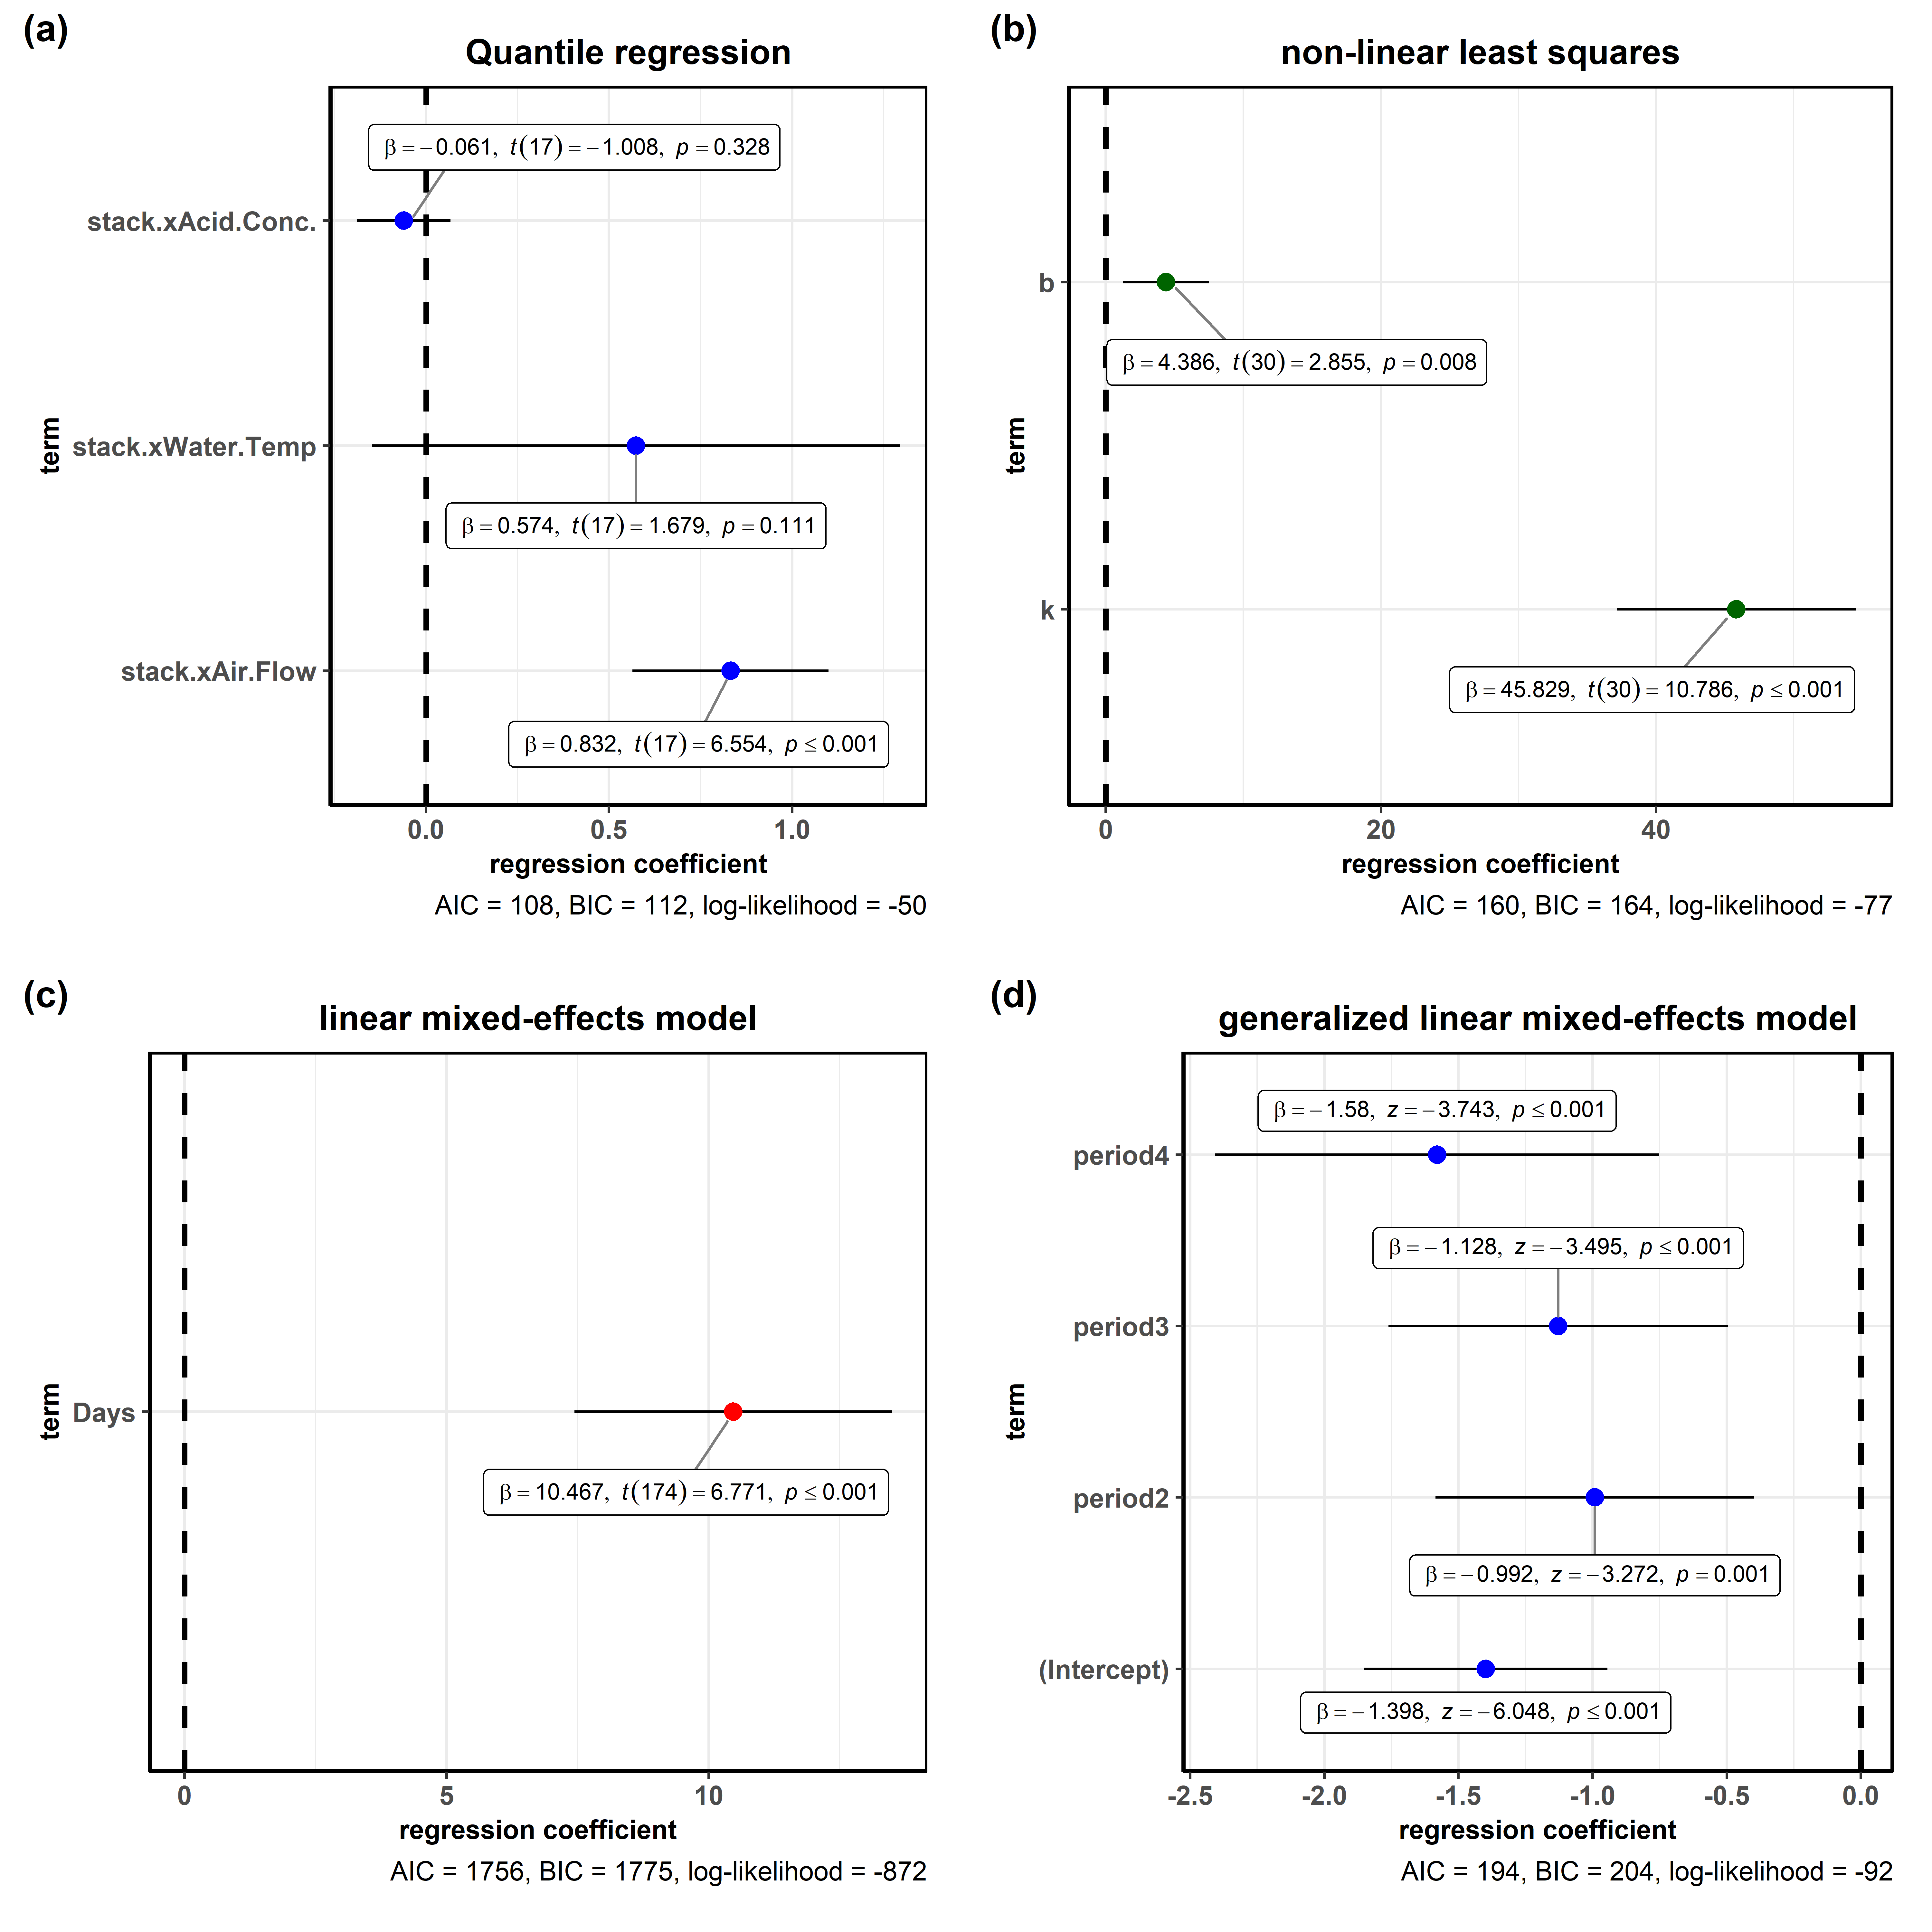 (a)
Quantile regression
β = −0.061, t(17) = −1.008, p = 0.328
stack.xAcid.Conc.
stack.xWater.Temp
β = 0.574, t(17) = 1.679, p = 0.111
stack.xAir.Flow
β = 0.832, t(17) = 6.554, p ≤ 0.001
term
0.0 0.5 1.0
regression coefficient
AIC = 108, BIC = 112, log-likelihood = -50
(b)
non-linear least squares
b
β = 4.386, t(30) = 2.855, p = 0.008
k
β = 45.829, t(30) = 10.786, p ≤ 0.001
term
0 20 40
regression coefficient
AIC = 160, BIC = 164, log-likelihood = -77
(c)
linear mixed-effects model
Days
β = 10.467, t(174) = 6.771, p ≤ 0.001
term
0 5 10
regression coefficient
AIC = 1756, BIC = 1775, log-likelihood = -872
(d)
generalized linear mixed-effects model
β = −1.58, z = −3.743, p ≤ 0.001
period4
β = −1.128, z = −3.495, p ≤ 0.001
period3
period2
β = −0.992, z = −3.272, p = 0.001
(Intercept)
β = −1.398, z = −6.048, p ≤ 0.001
term
-2.5 -2.0 -1.5 -1.0 -0.5 0.0
regression coefficient
AIC = 194, BIC = 204, log-likelihood = -92